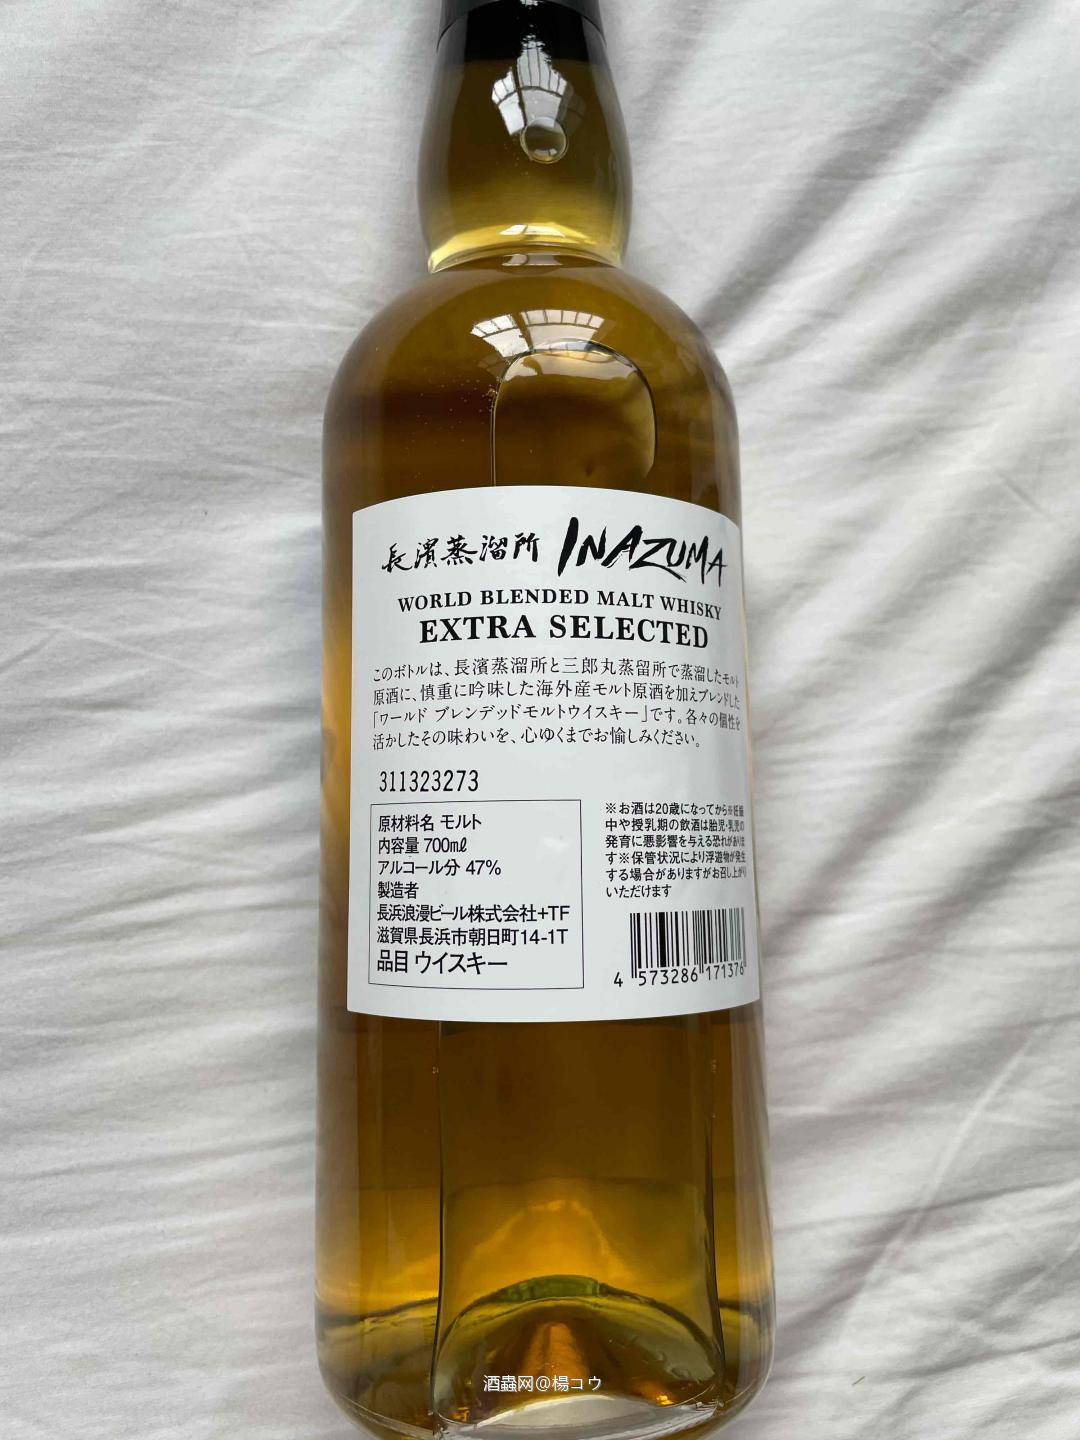 長濱蒸溜所 INAZUMA
WORLD BLENDED MALT WHISKY
EXTRA SELECTED
このボトルは、長濱蒸溜所と三郎丸蒸留所で蒸溜したモルト
原酒に、慎重に吟味した海外産モルト原酒を加えブレンドした
「ワールド ブレンデッドモルトウイスキー」です。各々の個性を
活かしたその味わいを、心ゆくまでお愉しみください。
311323273
原材料名 モルト
内容量 700㎖
アルコール分 47%
製造者
長浜浪漫ビール株式会社+TF
滋賀県長浜市朝日町14-1T
品目 ウイスキー
※お酒は20歳になってから※妊娠
中や授乳期の飲酒は胎児・乳児の
発育に悪影響を与える恐れがありま
す※保管状況により浮遊物が発生
する場合がありますがお召し上がり
いただけます
4 573286 171376
酒蟲网@楊コウ